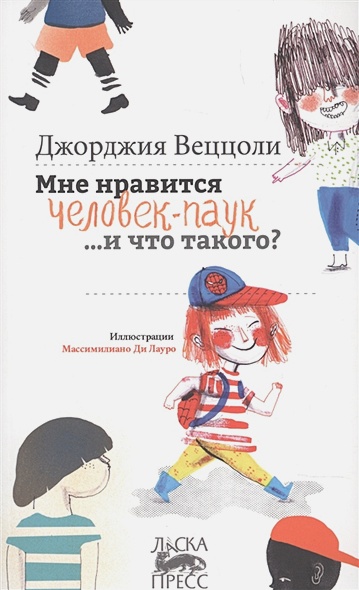 Джорджия Веццоли
Мне нравится
человек-паук
...и что такого?
Иллюстрации
Массимилиано Ди Лауро
ЛАСКА
ПРЕСС